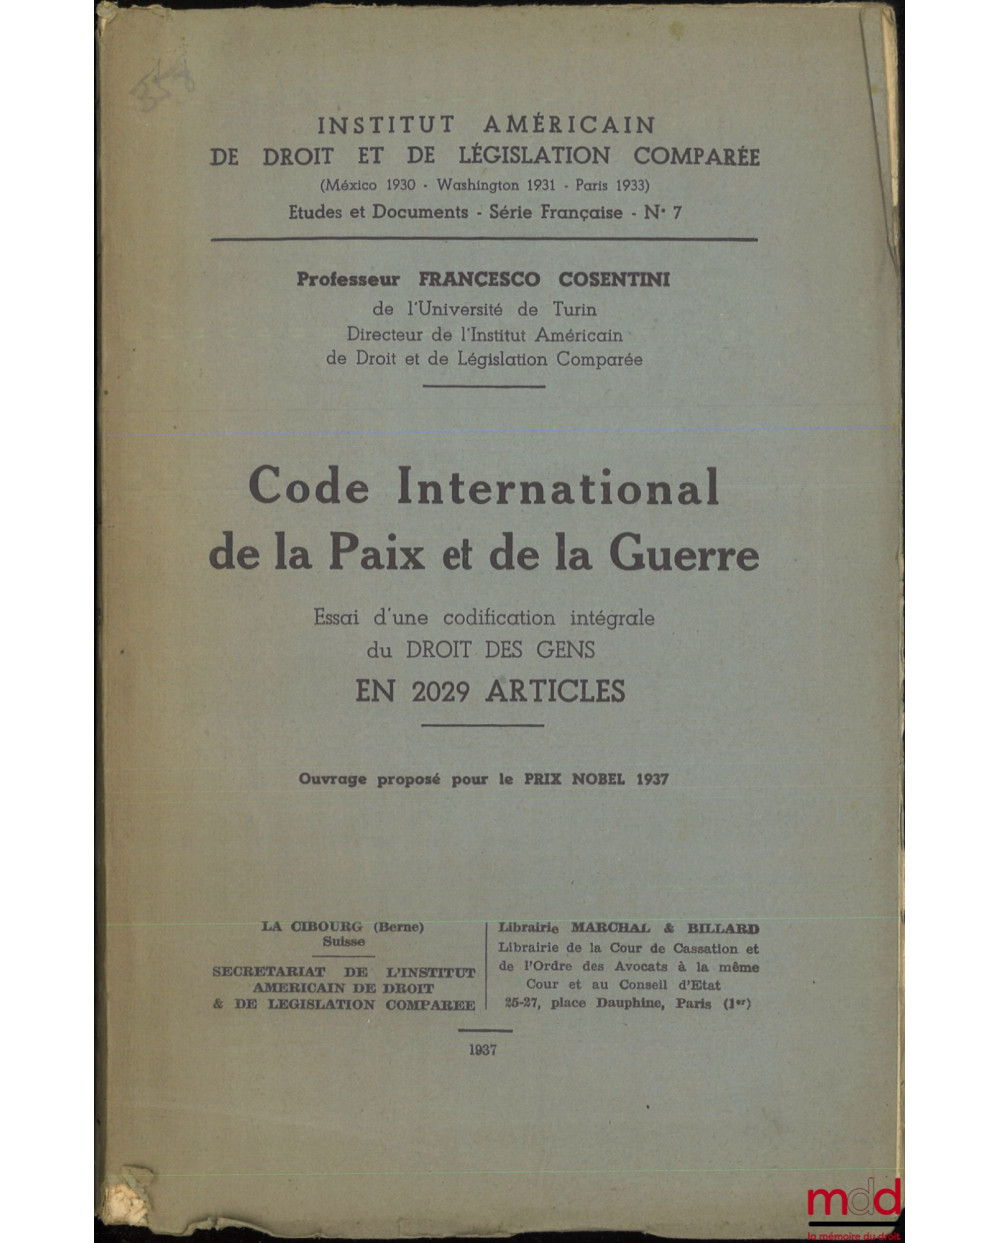 358
INSTITUT AMÉRICAIN
DE DROIT ET DE LÉGISLATION COMPARÉE
(México 1930 - Washington 1931 - Paris 1933)
Etudes et Documents - Série Française - N° 7
Professeur FRANCESCO COSENTINI
de l'Université de Turin
Directeur de l'Institut Américain
de Droit et de Législation Comparée
Code International
de la Paix et de la Guerre
Essai d'une codification intégrale
du DROIT DES GENS
EN 2029 ARTICLES
Ouvrage proposé pour le PRIX NOBEL 1937
LA CIBOURG (Berne)
Suisse
SECRETARIAT DE L'INSTITUT
AMERICAIN DE DROIT
& DE LEGISLATION COMPAREE
Librairie MARCHAL & BILLARD
Librairie de la Cour de Cassation et
de l'Ordre des Avocats à la même
Cour et au Conseil d'Etat
25-27, place Dauphine, Paris (1er)
1937
mdd
la mémoire du droit